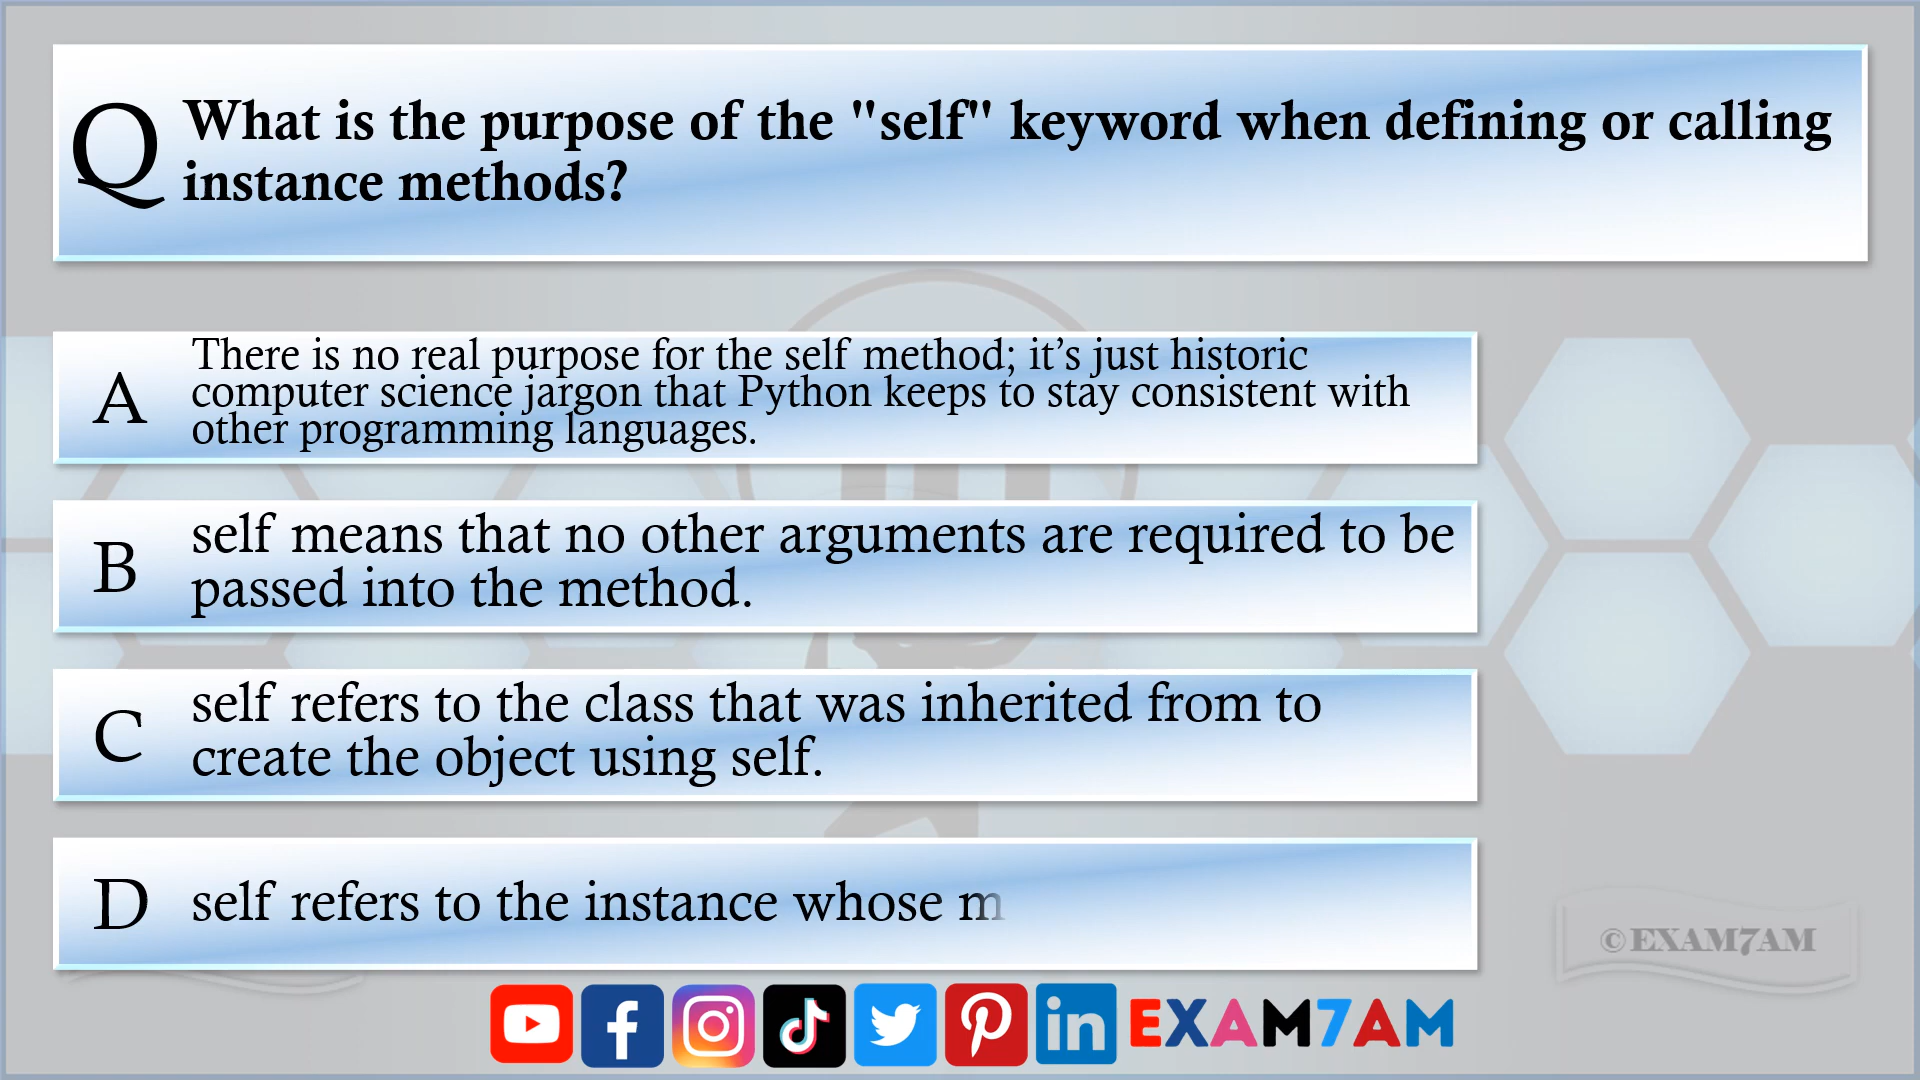 Q What is the purpose of the "self" keyword when defining or calling
instance methods?
A There is no real purpose for the self method; it’s just historic
computer science jargon that Python keeps to stay consistent with
other programming languages.
B self means that no other arguments are required to be
passed into the method.
C self refers to the class that was inherited from to
create the object using self.
D self refers to the instance whose m
© EXAM7AM
EXAM7AM